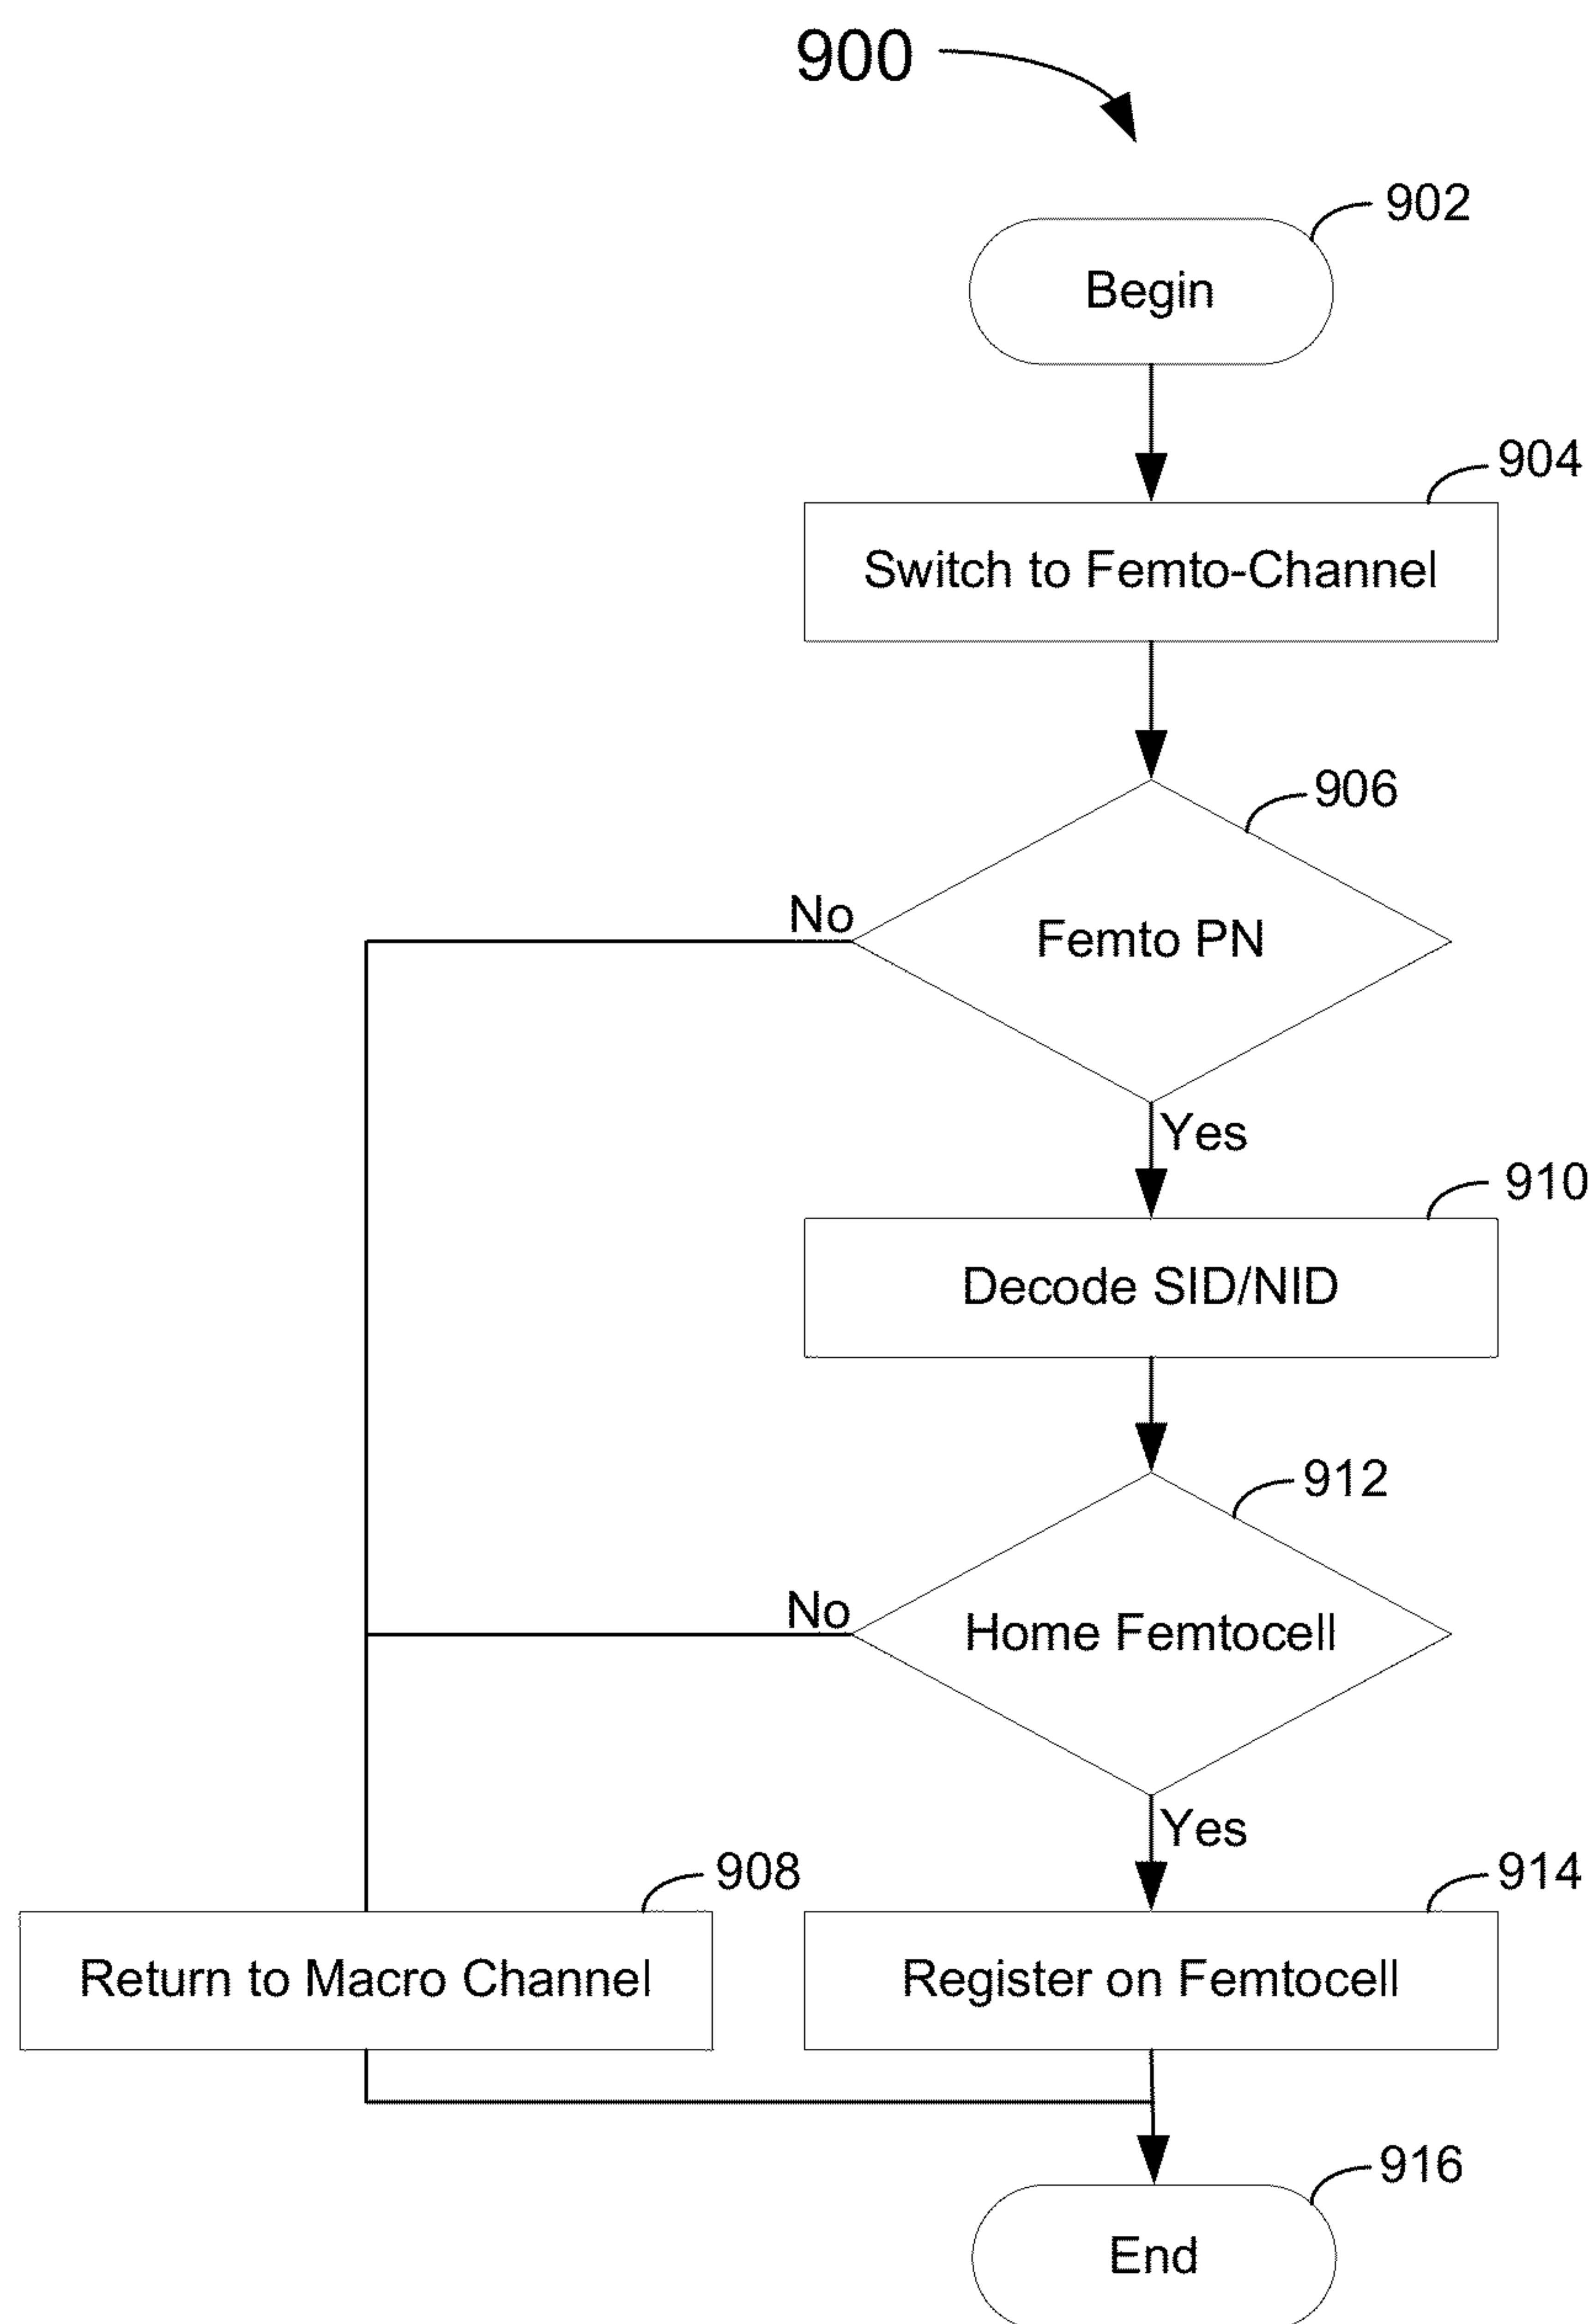 900
902
Begin
904
Switch to Femto-Channel
906
No
Femto PN
Yes
910
Decode SID/NID
912
No
Home Femtocell
Yes
908
914
Return to Macro Channel
Register on Femtocell
916
End